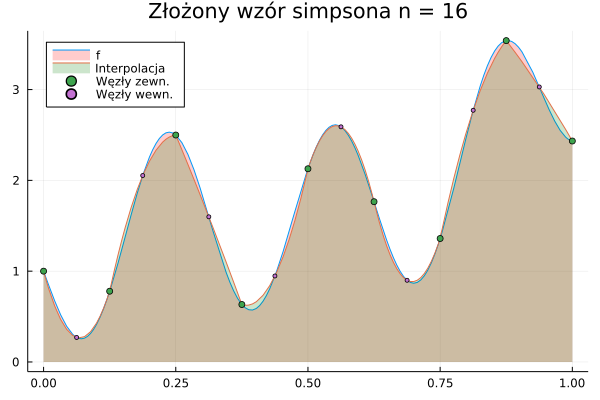 Złożony wzór simpsona n = 16
f
Interpolacja
Węzły zewn.
Węzły wewn.
3
2
1
0
0.00 0.25 0.50 0.75 1.00